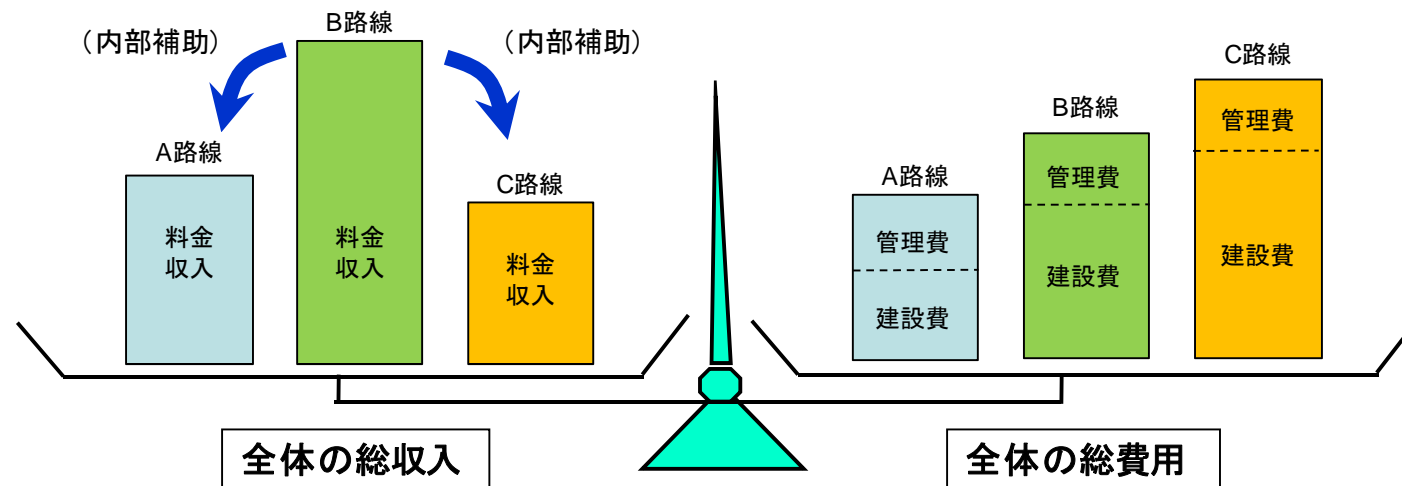 （内部補助）
B路線
（内部補助）
A路線
C路線
料金
収入
料金
収入
料金
収入
全体の総収入
A路線
B路線
C路線
管理費
建設費
管理費
建設費
管理費
建設費
全体の総費用